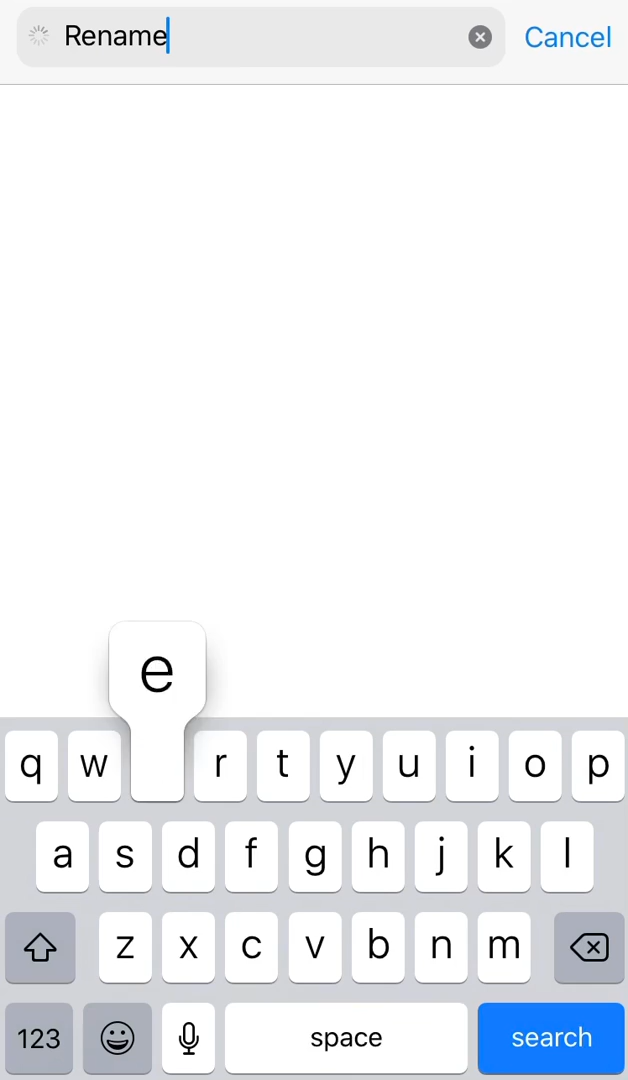 Rename Cancel
e
q w r t y u i o p
a s d f g h j k l
z x c v b n m
123 space search